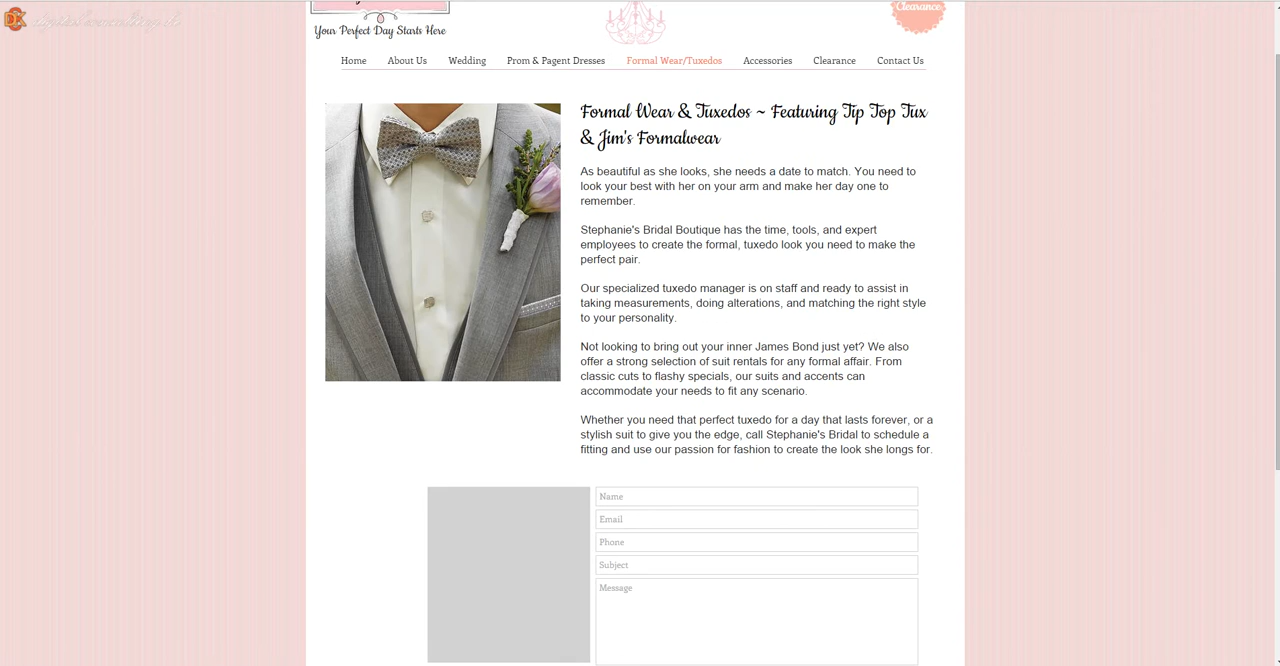 Clearance
Your Perfect Day Starts Here
Home About Us Wedding Prom & Pagent Dresses Formal Wear/Tuxedos Accessories Clearance Contact Us
Formal Wear & Tuxedos ~ Featuring Tip Top Tux
& Jim's Formalwear
As beautiful as she looks, she needs a date to match. You need to
look your best with her on your arm and make her day one to
remember.
Stephanie's Bridal Boutique has the time, tools, and expert
employees to create the formal, tuxedo look you need to make the
perfect pair.
Our specialized tuxedo manager is on staff and ready to assist in
taking measurements, doing alterations, and matching the right style
to your personality.
Not looking to bring out your inner James Bond just yet? We also
offer a strong selection of suit rentals for any formal affair. From
classic cuts to flashy specials, our suits and accents can
accommodate your needs to fit any scenario.
Whether you need that perfect tuxedo for a day that lasts forever, or a
stylish suit to give you the edge, call Stephanie's Bridal to schedule a
fitting and use our passion for fashion to create the look she longs for.
Name
Email
Phone
Subject
Message